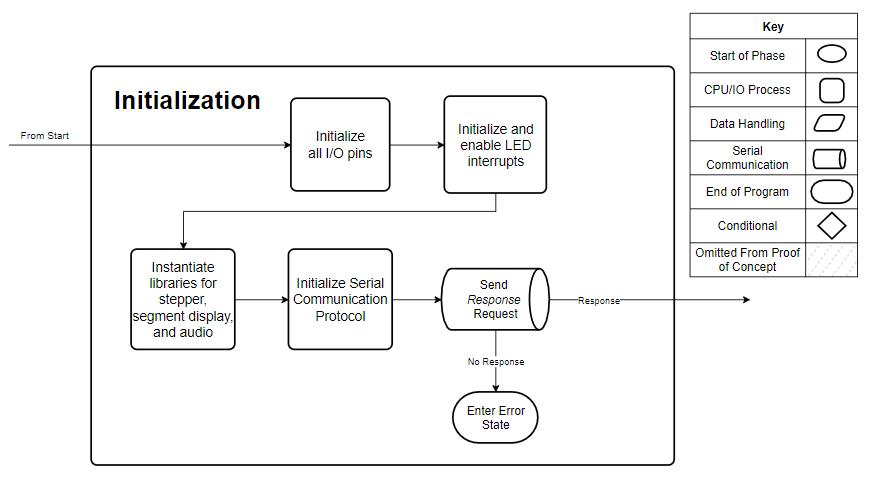 Key
Start of Phase
CPU/IO Process
Data Handling
Serial
Communication
End of Program
Conditional
Omitted From Proof
of Concept
Initialization
From Start
Initialize
all I/O pins
Initialize and
enable LED
interrupts
Instantiate
libraries for
stepper,
segment display,
and audio
Initialize Serial
Communication
Protocol
Send
Response
Request
Response
No Response
Enter Error
State